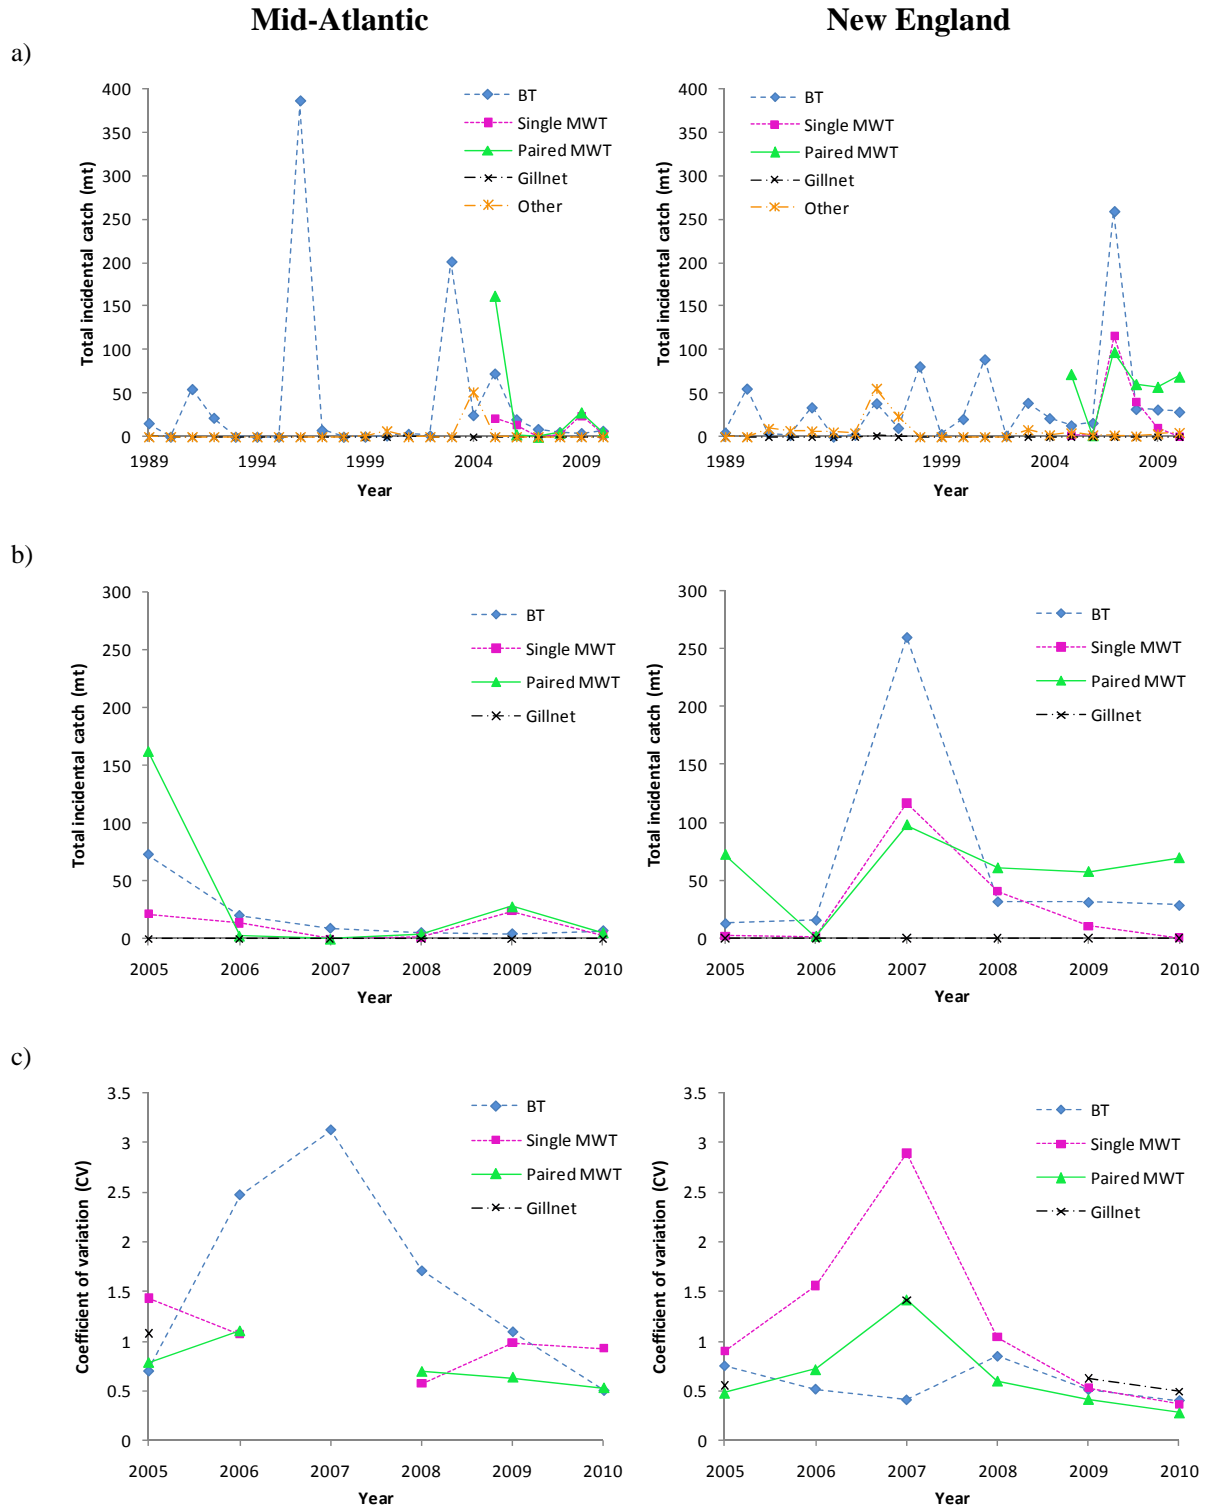 Mid-Atlantic
New England
a)
400
350
300
250
200
150
100
50
0
Total incidental catch (mt)
1989
1994
1999
2004
2009
Year
BT
Single MWT
Paired MWT
Gillnet
Other
400
350
300
250
200
150
100
50
0
Total incidental catch (mt)
1989
1994
1999
2004
2009
Year
BT
Single MWT
Paired MWT
Gillnet
Other
b)
300
250
200
150
100
50
0
Total incidental catch (mt)
2005
2006
2007
2008
2009
2010
Year
BT
Single MWT
Paired MWT
Gillnet
300
250
200
150
100
50
0
Total incidental catch (mt)
2005
2006
2007
2008
2009
2010
Year
BT
Single MWT
Paired MWT
Gillnet
c)
3.5
3
2.5
2
1.5
1
0.5
0
Coefficient of variation (CV)
2005
2006
2007
2008
2009
2010
Year
BT
Single MWT
Paired MWT
Gillnet
3.5
3
2.5
2
1.5
1
0.5
0
Coefficient of variation (CV)
2005
2006
2007
2008
2009
2010
Year
BT
Single MWT
Paired MWT
Gillnet